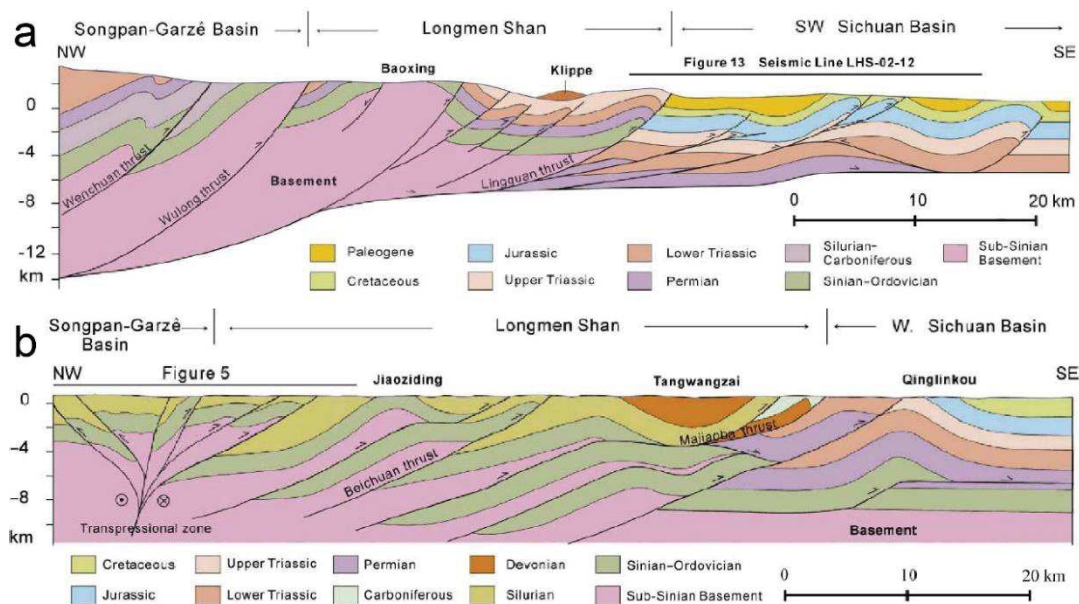 a
Songpan-Garzê Basin
Longmen Shan
SW Sichuan Basin
NW
SE
Baoxing
Klippe
Figure 13 Seismic Line LHS-02-12
0
-4
-8
-12
km
Wenchuan thrust
Wulong thrust
Basement
Lingguan thrust
0 10 20 km
Paleogene
Jurassic
Lower Triassic
Silurian-Carboniferous
Sub-Sinian Basement
Cretaceous
Upper Triassic
Permian
Sinian-Ordovician
b
Songpan-Garzê
Basin
Longmen Shan
W. Sichuan Basin
NW
SE
Figure 5
Jiaoziding
Tangwangzai
Qinglinkou
0
-4
-8
km
Beichuan thrust
Majiaoba thrust
Transpressional zone
Basement
Cretaceous
Upper Triassic
Permian
Devonian
Sinian-Ordovician
Jurassic
Lower Triassic
Carboniferous
Silurian
Sub-Sinian Basement
0 10 20 km